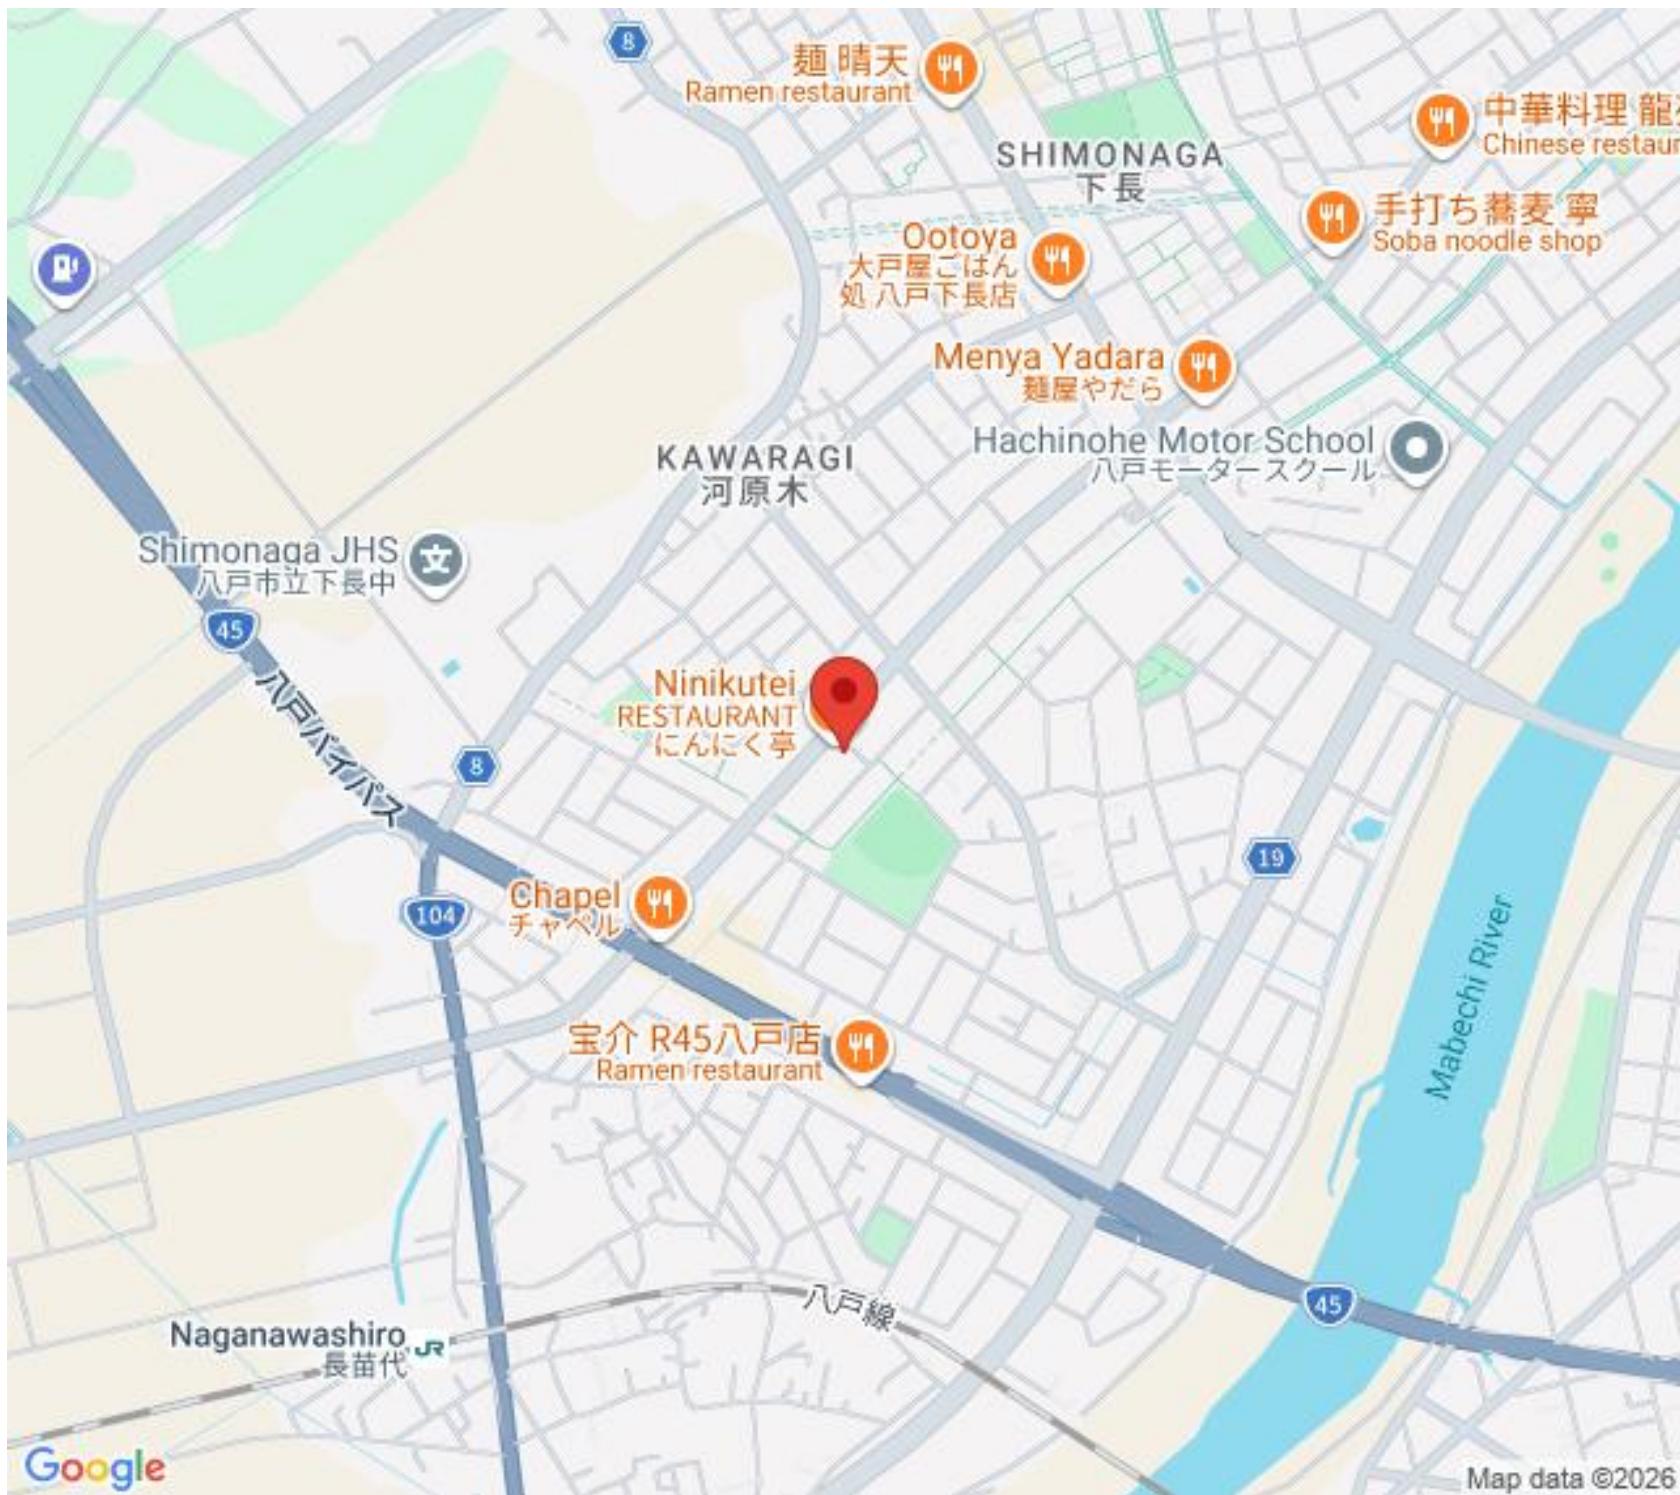 8
麺 晴天
Ramen restaurant
中華料理 龍
Chinese restaur
SHIMONAGA
下長
手打ち蕎麦 寧
Soba noodle shop
Ootoya
大戸屋ごはん
処 八戸下長店
Menya Yadara
麺屋やだら
Hachinohe Motor School
八戸モータースクール
KAWARAGI
河原木
Shimonaga JHS
八戸市立下長中
45
八戸バイパス
Ninikutei
RESTAURANT
にんにく亭
8
19
Chapel
チャペル
104
Mabechi River
宝介 R45八戸店
Ramen restaurant
45
八戸線
Naganawashiro
長苗代
JR
Google
Map data ©2026